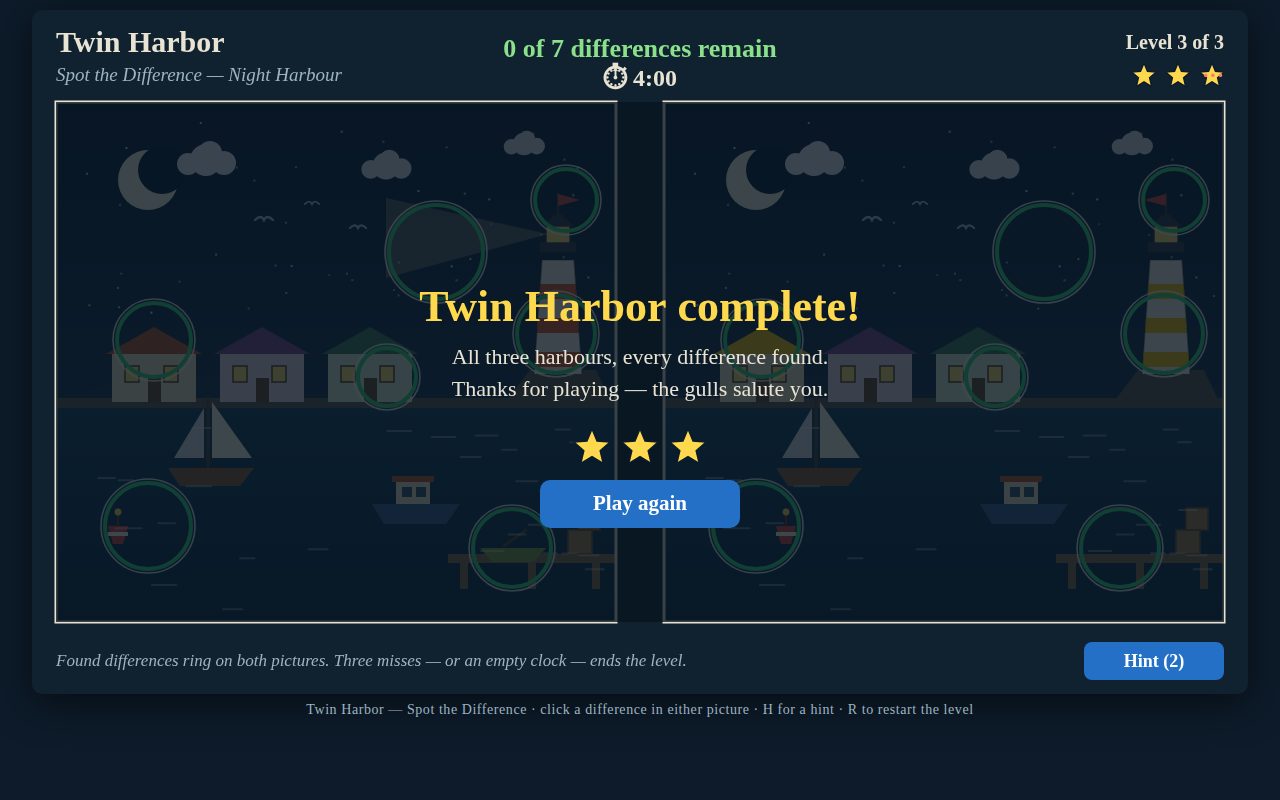 Twin Harbor
Spot the Difference — Night Harbour
0 of 7 differences remain
⏱ 4:00
Level 3 of 3
Twin Harbor complete!
All three harbours, every difference found.
Thanks for playing — the gulls salute you.
Play again
Found differences ring on both pictures. Three misses — or an empty clock — ends the level.
Hint (2)
Twin Harbor — Spot the Difference · click a difference in either picture · H for a hint · R to restart the level